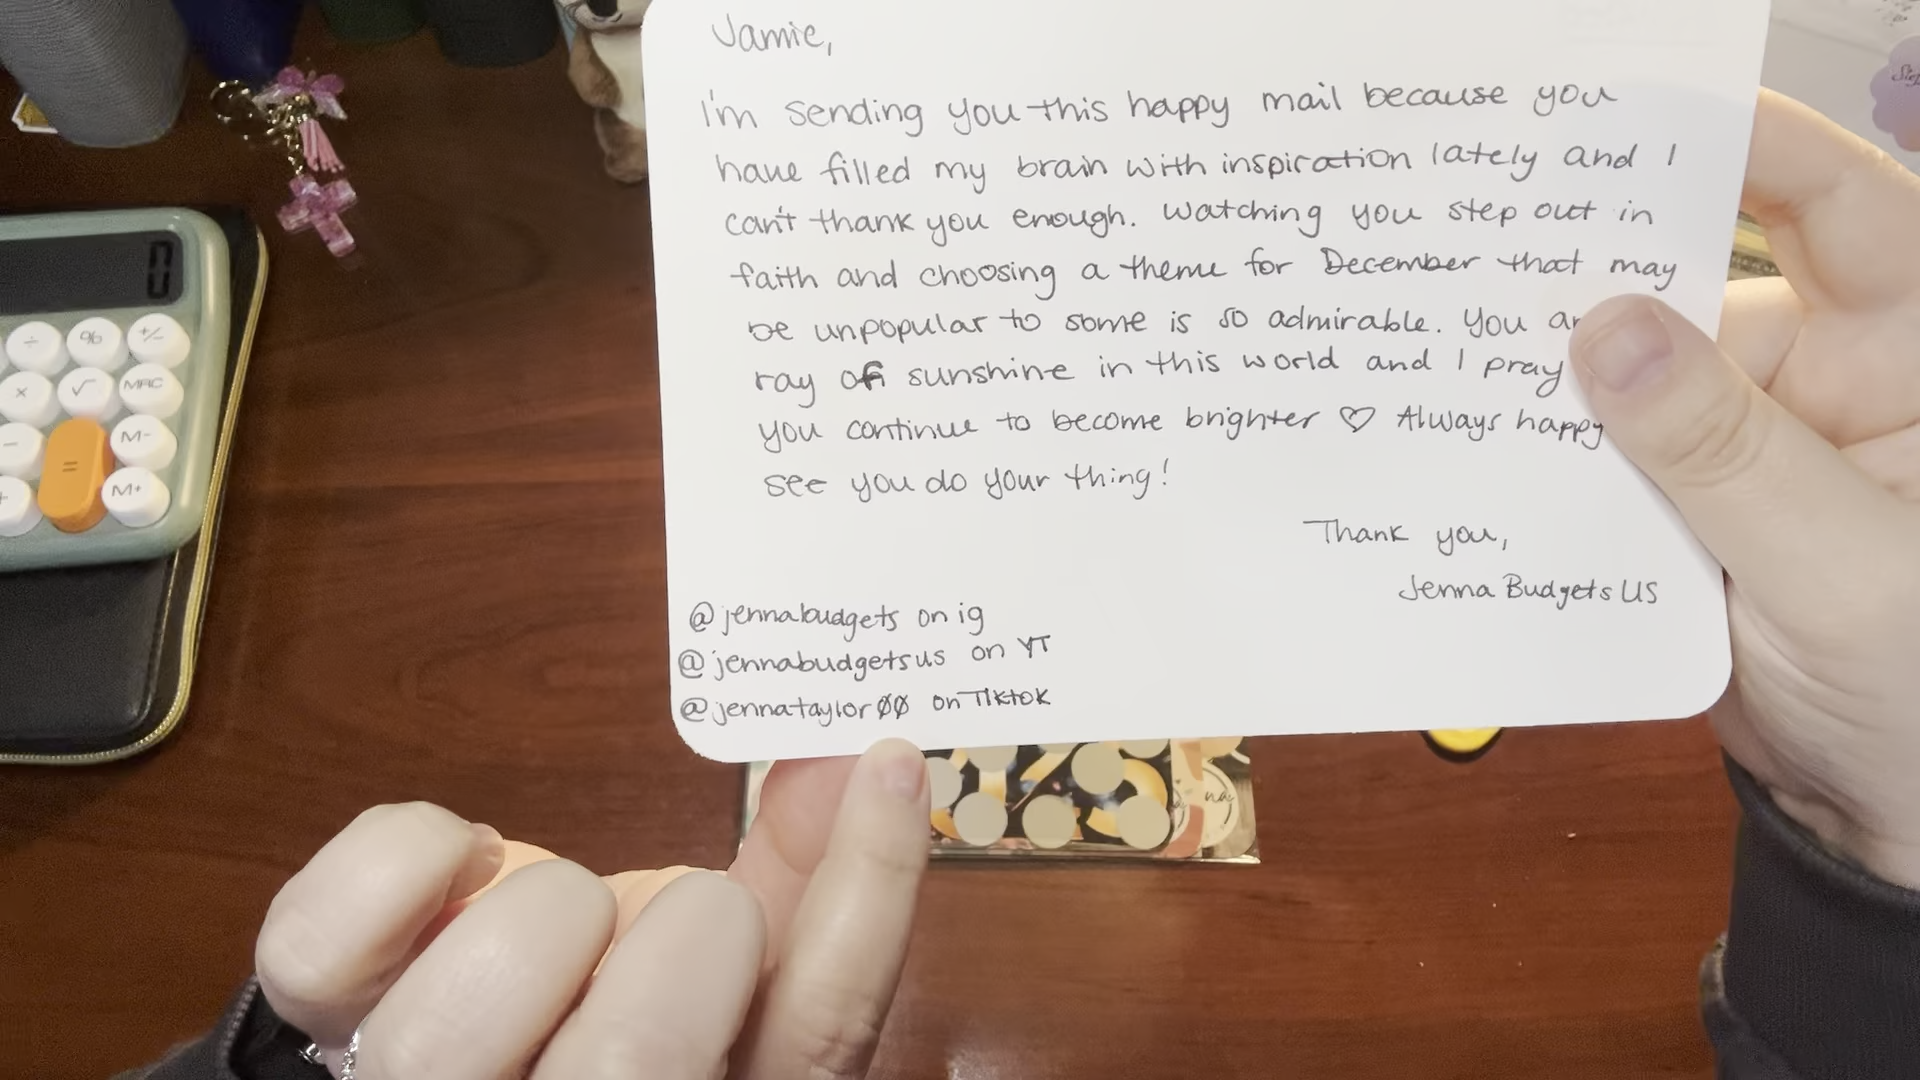 Jamie,
I'm sending you this happy mail because you
have filled my brain with inspiration lately and I
can't thank you enough. Watching you step out in
faith and choosing a theme for December that may
be unpopular to some is so admirable. You
ray of sunshine in this world and I pray
you continue to become brighter ♡ Always happy
see you do your thing!
Thank you,
Jenna Budgets US
@jennabudgets on ig
@jennabudgetsus on YT
@jennataylor00 on Tiktok
0
÷ % +/-
× √ MRC
- M-
= M+